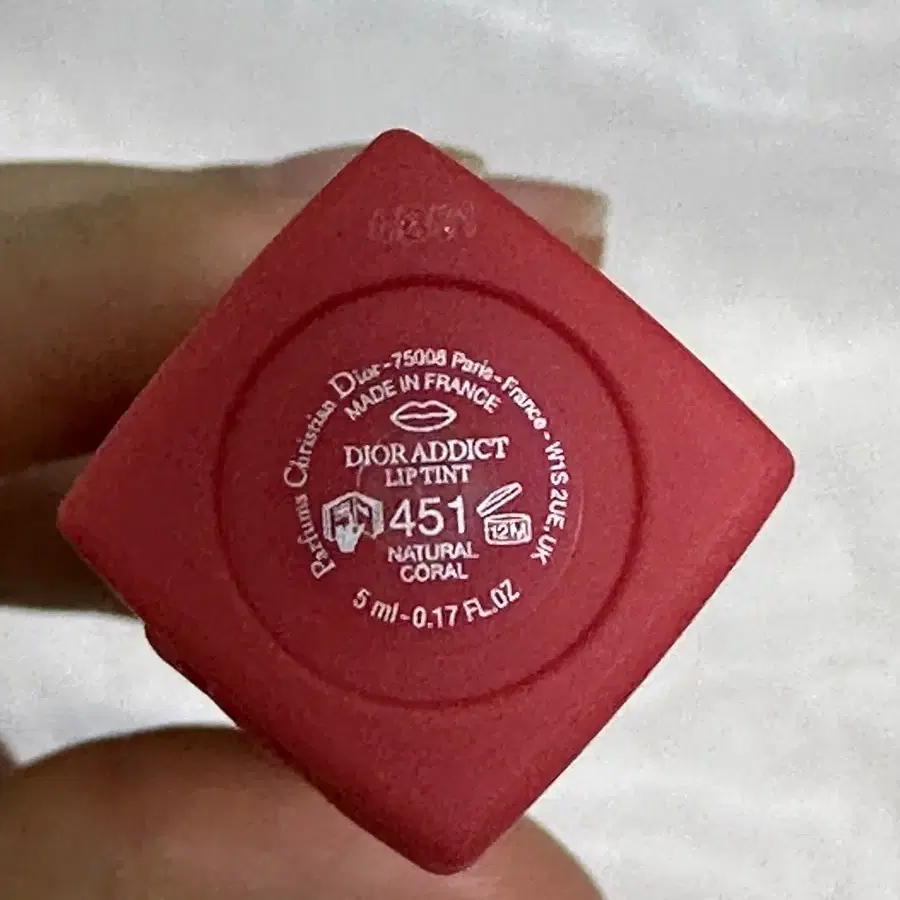 Parfums Christian Dior-75008 Paris-France - W1S 2UE, UK
MADE IN FRANCE
DIOR ADDICT
LIP TINT
451
12M
NATURAL
CORAL
5 ml-0.17 FL.OZ